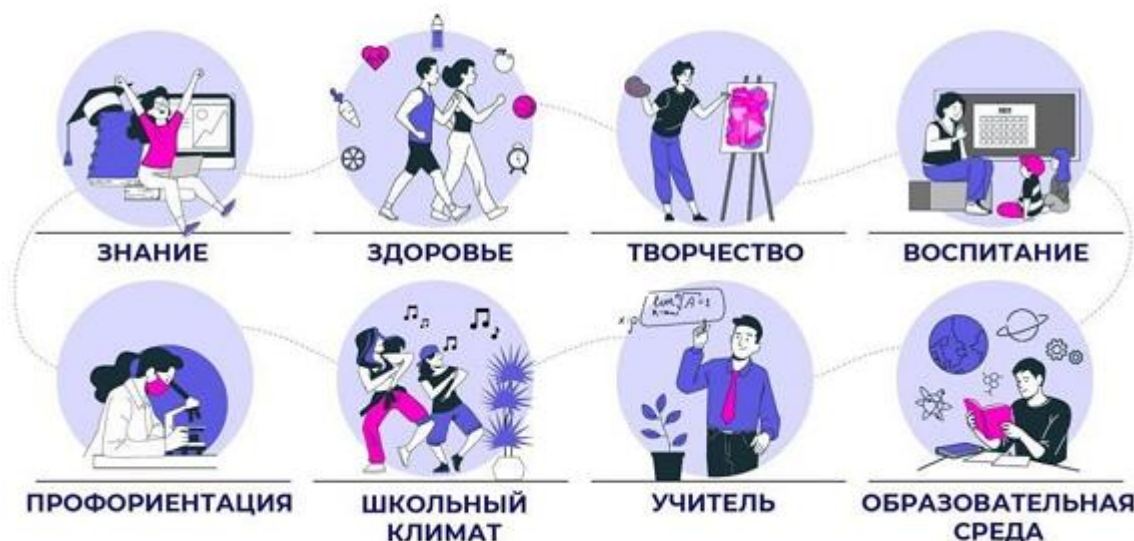 ЗНАНИЕ
ЗДОРОВЬЕ
ТВОРЧЕСТВО
ВОСПИТАНИЕ
ПРОФОРИЕНТАЦИЯ
ШКОЛЬНЫЙ
КЛИМАТ
УЧИТЕЛЬ
ОБРАЗОВАТЕЛЬНАЯ
СРЕДА